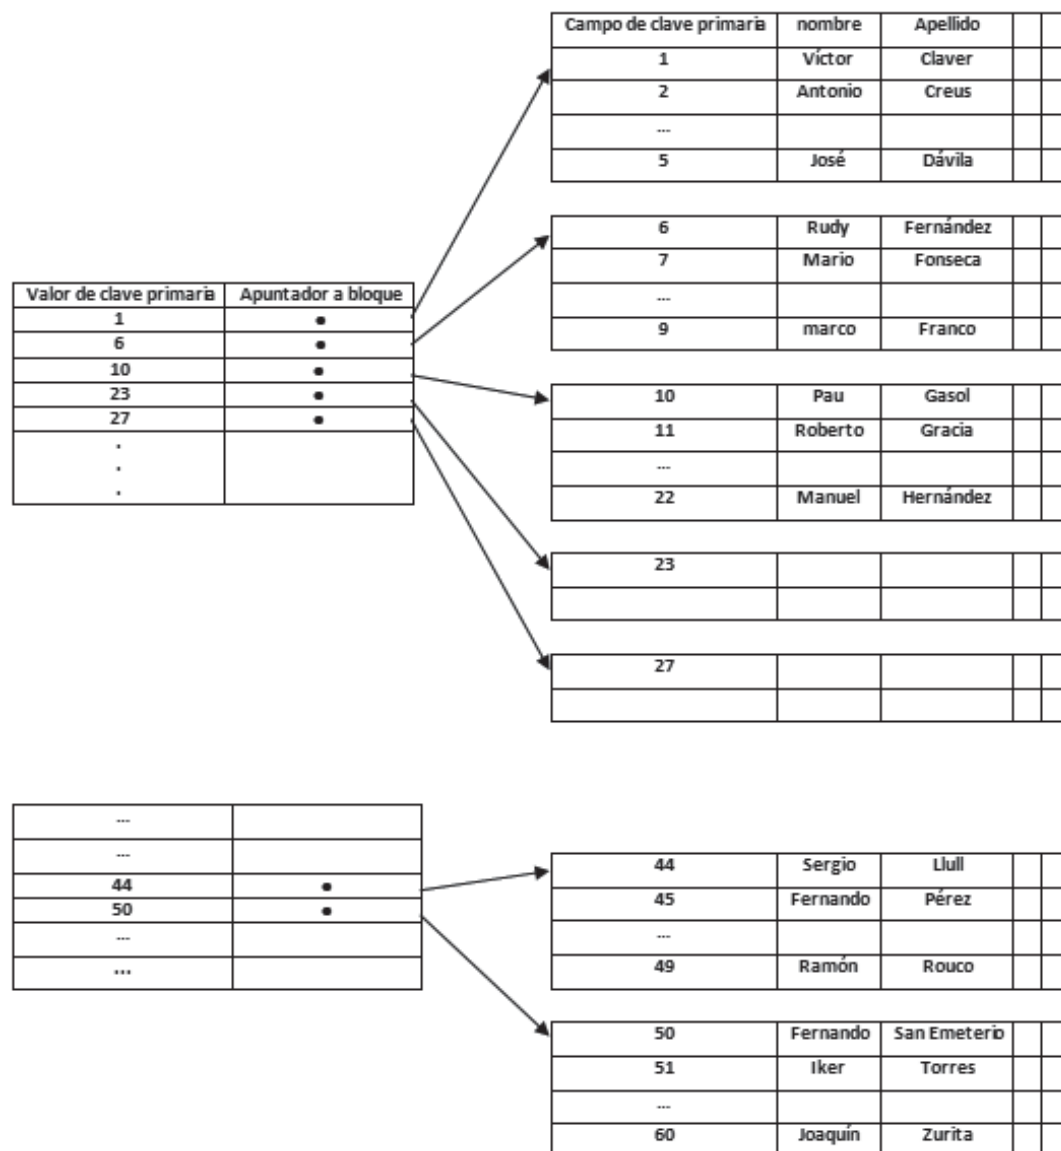 Campo de clave primaria nombre Apellido
1 Víctor Claver
2 Antonio Creus
...
5 José Dávila
6 Rudy Fernández
7 Mario Fonseca
...
9 marco Franco
Valor de clave primaria Apuntador a bloque
1 •
6 •
10 •
23 •
27 •
.
.
.
10 Pau Gasol
11 Roberto Gracia
...
22 Manuel Hernández
23
27
...
...
44 •
50 •
...
...
44 Sergio Llull
45 Fernando Pérez
...
49 Ramón Rouco
50 Fernando San Emeterio
51 Iker Torres
...
60 Joaquín Zurita